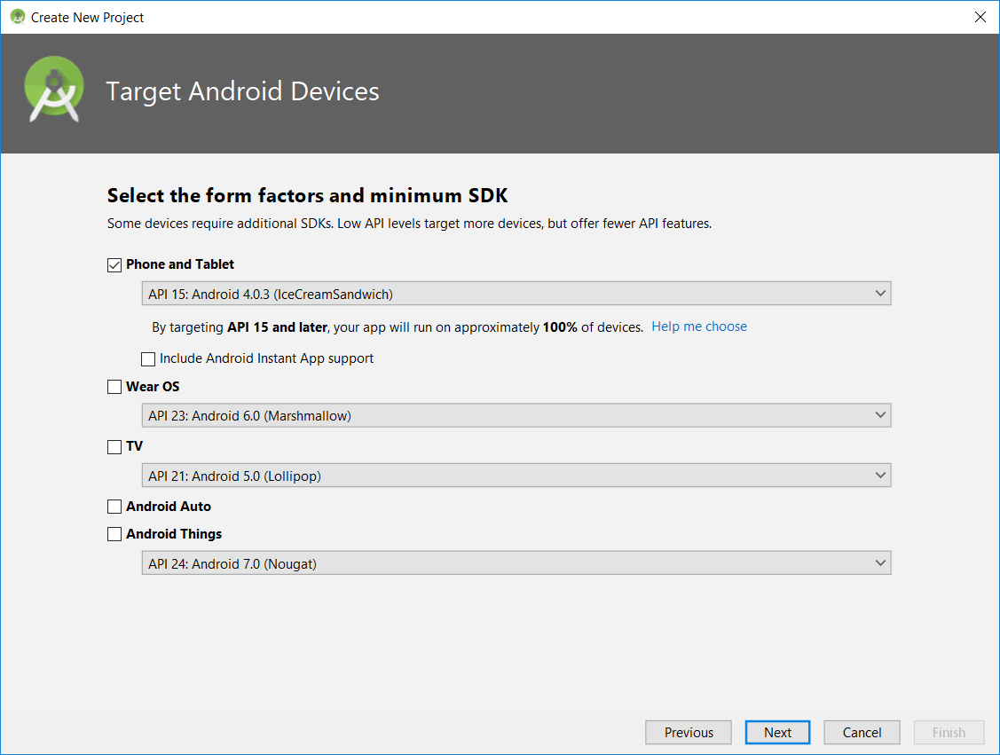 Create New Project
Target Android Devices
Select the form factors and minimum SDK
Some devices require additional SDKs. Low API levels target more devices, but offer fewer API features.
Phone and Tablet
API 15: Android 4.0.3 (IceCreamSandwich)
By targeting API 15 and later, your app will run on approximately 100% of devices. Help me choose
Include Android Instant App support
Wear OS
API 23: Android 6.0 (Marshmallow)
TV
API 21: Android 5.0 (Lollipop)
Android Auto
Android Things
API 24: Android 7.0 (Nougat)
Previous Next Cancel Finish